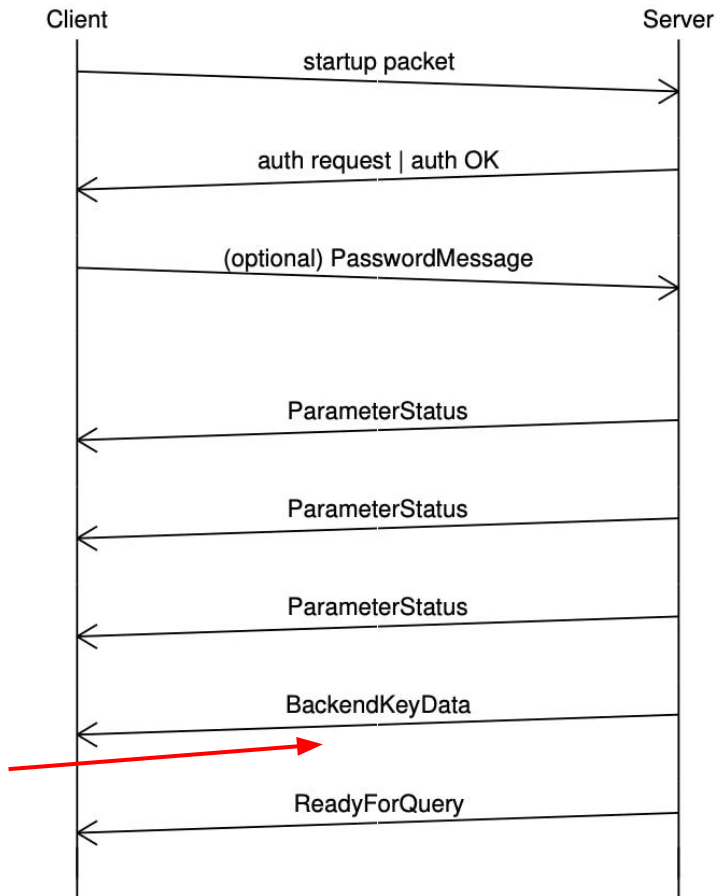 Client
Server
startup packet
auth request | auth OK
(optional) PasswordMessage
ParameterStatus
ParameterStatus
ParameterStatus
BackendKeyData
ReadyForQuery